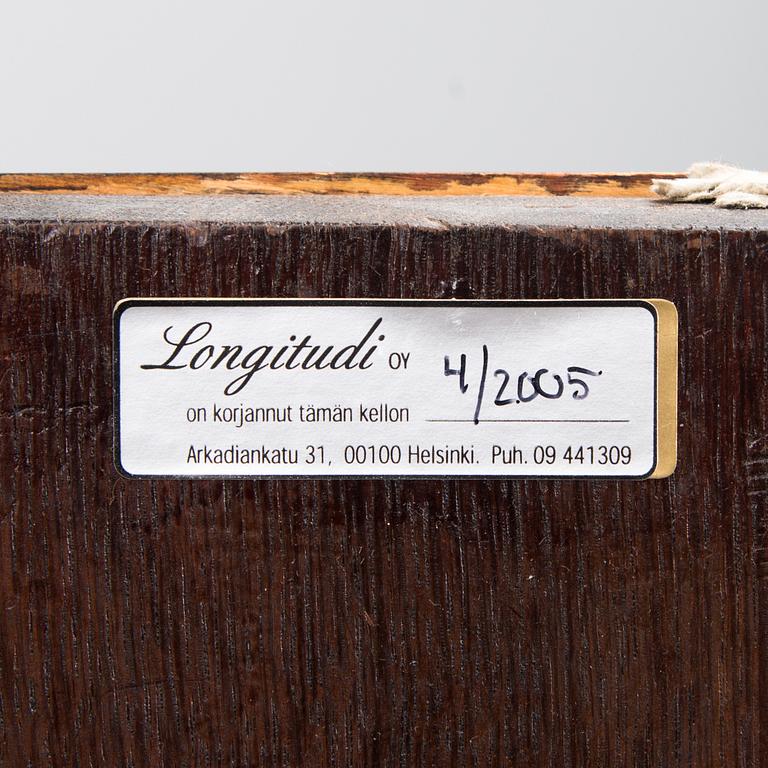 Longitudi OY
on korjannut tämän kellon 4/2005
Arkadiankatu 31, 00100 Helsinki. Puh. 09 441309